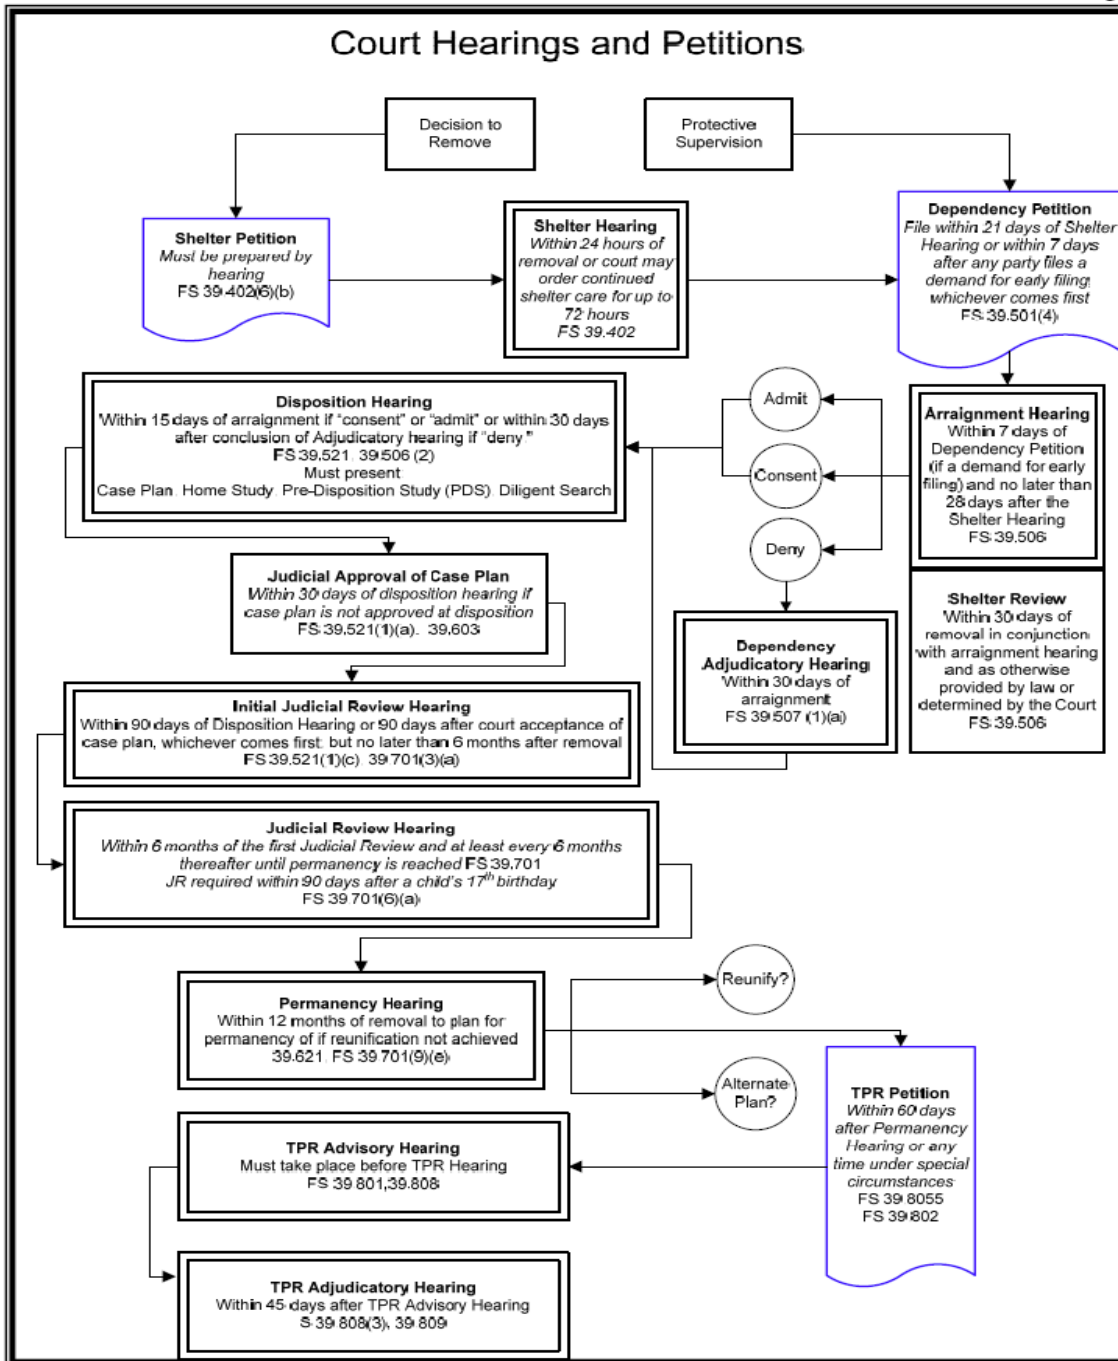 Court Hearings and Petitions
Decision to
Remove
Protective
Supervision
Shelter Petition
Must be prepared by
hearing
FS 39.402(6)(b)
Shelter Hearing
Within 24 hours of
removal or court may
order continued
shelter care for up to
72 hours
FS 39.402
Dependency Petition
File within 21 days of Shelter
Hearing or within 7 days
after any party files a
demand for early filing,
whichever comes first
FS 39.501(4)
Disposition Hearing
Within 15 days of arraignment if "consent" or "admit" or within 30 days
after conclusion of Adjudicatory hearing if "deny."
FS 39.521. 39.506 (2)
Must present
Case Plan. Home Study. Pre-Disposition Study (PDS). Diligent Search
Admit
Consent
Deny
Arraignment Hearing
Within 7 days of
Dependency Petition
(if a demand for early
filing) and no later than
28 days after the
Shelter Hearing
FS 39.506
Judicial Approval of Case Plan
Within 30 days of disposition hearing if
case plan is not approved at disposition
FS 39.521(1)(a). 39.603
Dependency
Adjudicatory Hearing
Within 30 days of
arraignment
FS 39.507 (1)(a)
Shelter Review
Within 30 days of
removal in conjunction
with arraignment hearing
and as otherwise
provided by law or
determined by the Court
FS 39.506
Initial Judicial Review Hearing
Within 90 days of Disposition Hearing or 90 days after court acceptance of
case plan, whichever comes first. but no later than 6 months after removal
FS 39.521(1)(c). 39.701(3)(a)
Judicial Review Hearing
Within 6 months of the first Judicial Review and at least every 6 months
thereafter until permanency is reached FS 39.701
JR required within 90 days after a child's 17th birthday
FS 39.701(6)(a)
Permanency Hearing
Within 12 months of removal to plan for
permanency of if reunification not achieved
39.621. FS 39.701(9)(e)
Reunify?
Alternate
Plan?
TPR Petition
Within 60 days
after Permanency
Hearing or any
time under special
circumstances
FS 39.8055
FS 39.802
TPR Advisory Hearing
Must take place before TPR Hearing
FS 39.801,39.808
TPR Adjudicatory Hearing
Within 45 days after TPR Advisory Hearing
S 39.808(3), 39.809